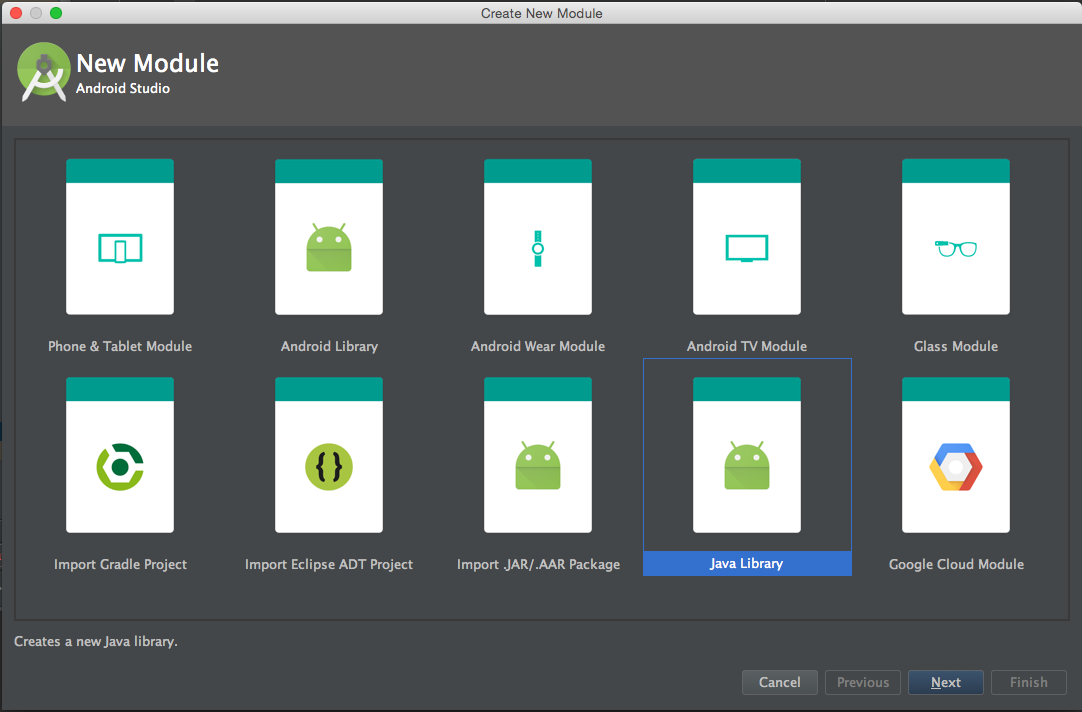 Create New Module
New Module
Android Studio
Phone & Tablet Module
Android Library
Android Wear Module
Android TV Module
Glass Module
{}
Import Gradle Project
Import Eclipse ADT Project
Import .JAR/.AAR Package
Java Library
Google Cloud Module
Creates a new Java library.
Cancel
Previous
Next
Finish